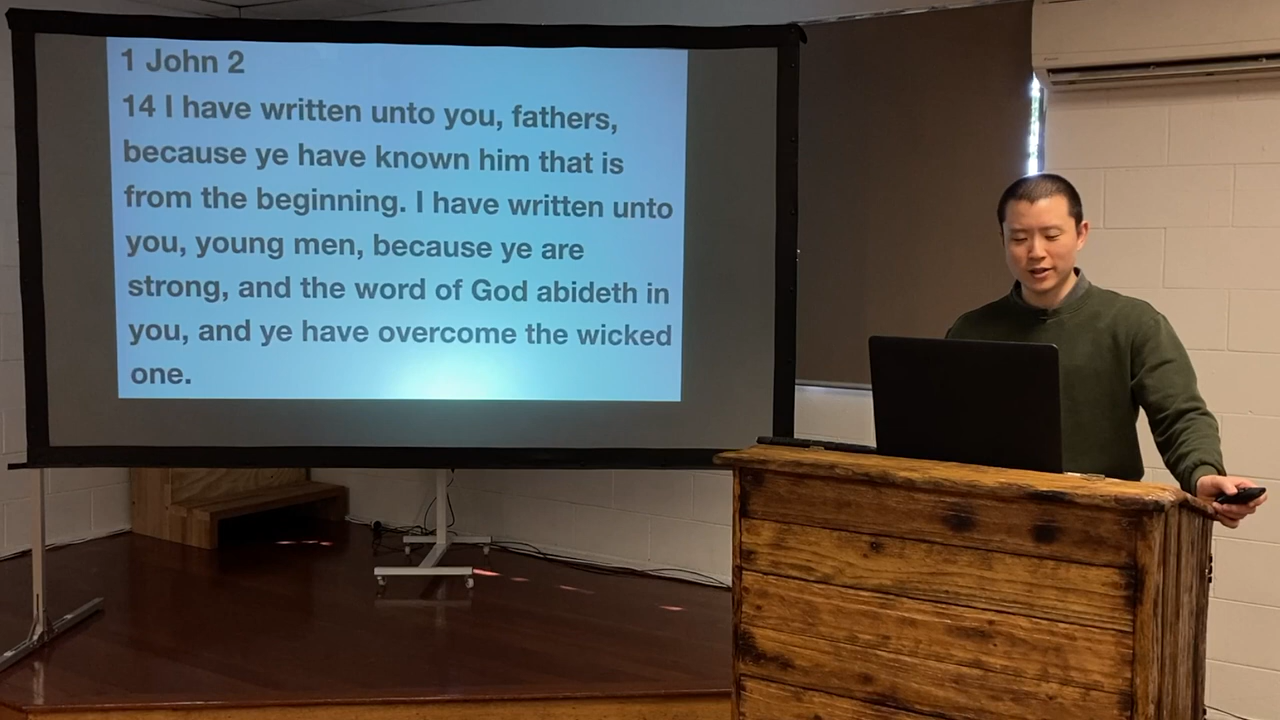 1 John 2
14 I have written unto you, fathers,
because ye have known him that is
from the beginning. I have written unto
you, young men, because ye are
strong, and the word of God abideth in
you, and ye have overcome the wicked
one.